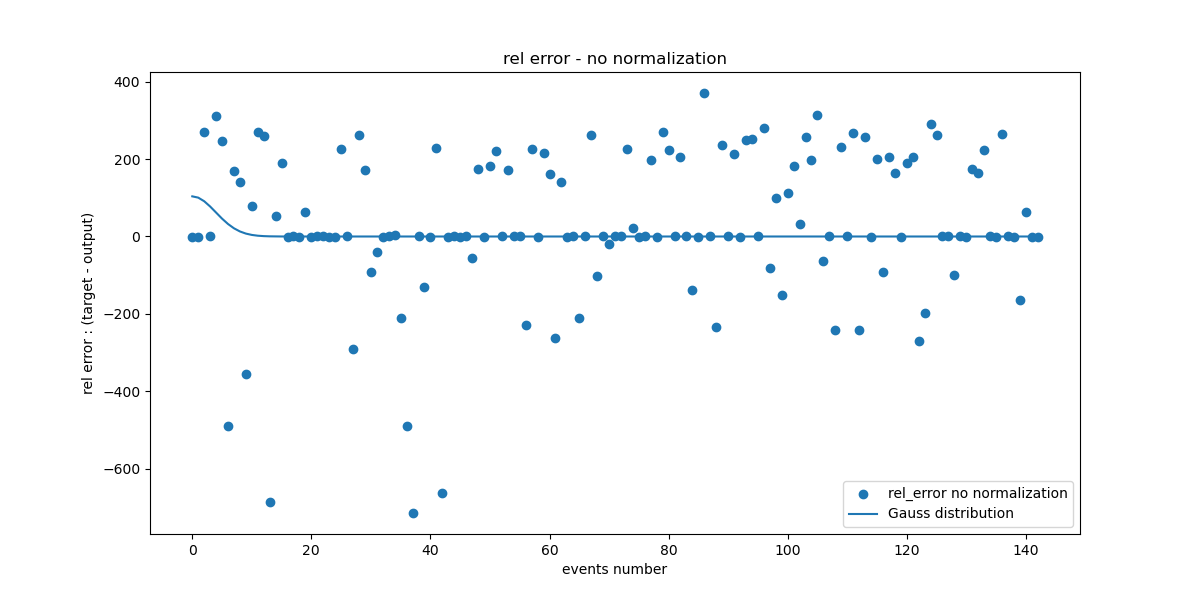 rel error - no normalization
rel error : (target - output)
400
200
0
−200
−400
−600
0 20 40 60 80 100 120 140
events number
rel_error no normalization
Gauss distribution